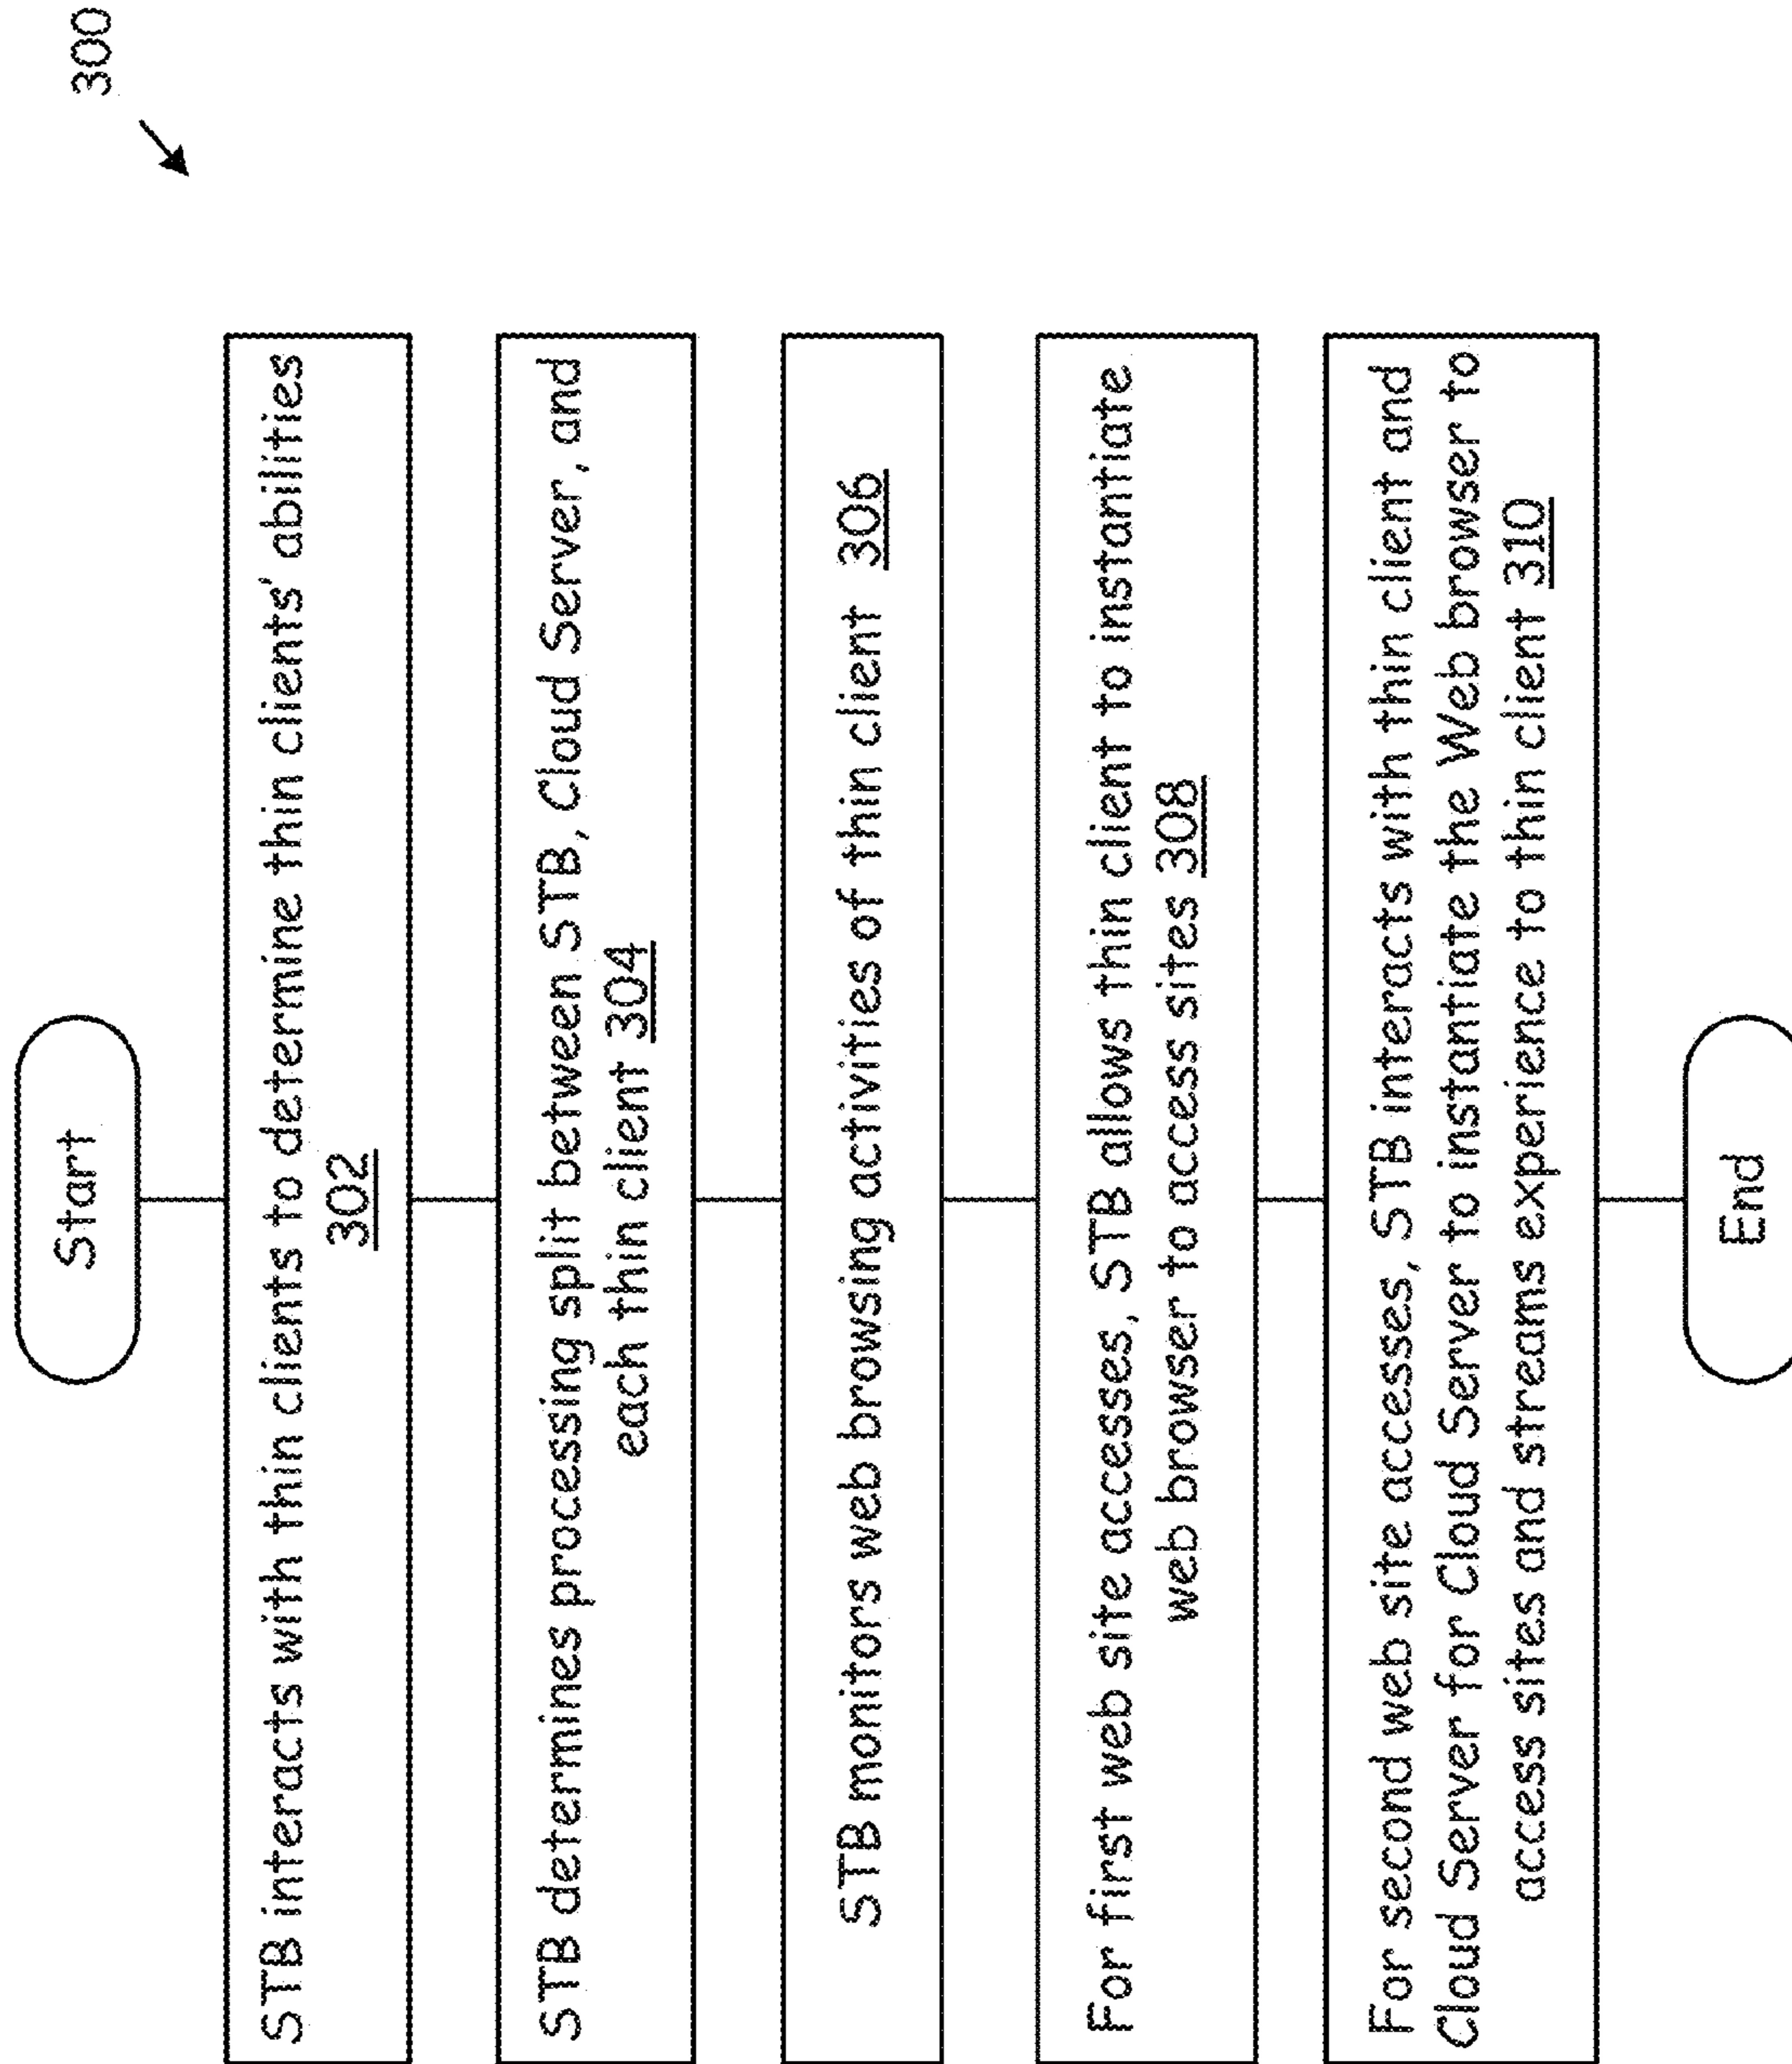 300
Start
STB interacts with thin clients to determine thin clients' abilities
302
STB determines processing split between STB, Cloud Server, and
each thin client 304
STB monitors web browsing activities of thin client 306
For first web site accesses, STB allows thin client to instantiate
web browser to access sites 308
For second web site accesses, STB interacts with thin client and
Cloud Server for Cloud Server to instantiate the Web browser to
access sites and streams experience to thin client 310
End